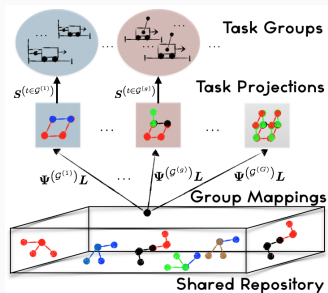 Task Groups
... ... ...
S^(t∈G^(1)) S^(t∈G^(g))
Task Projections
... ...
Ψ^(G^(1))L ... Ψ^(G^(g))L Ψ^(G^(G))L
Group Mappings
Shared Repository